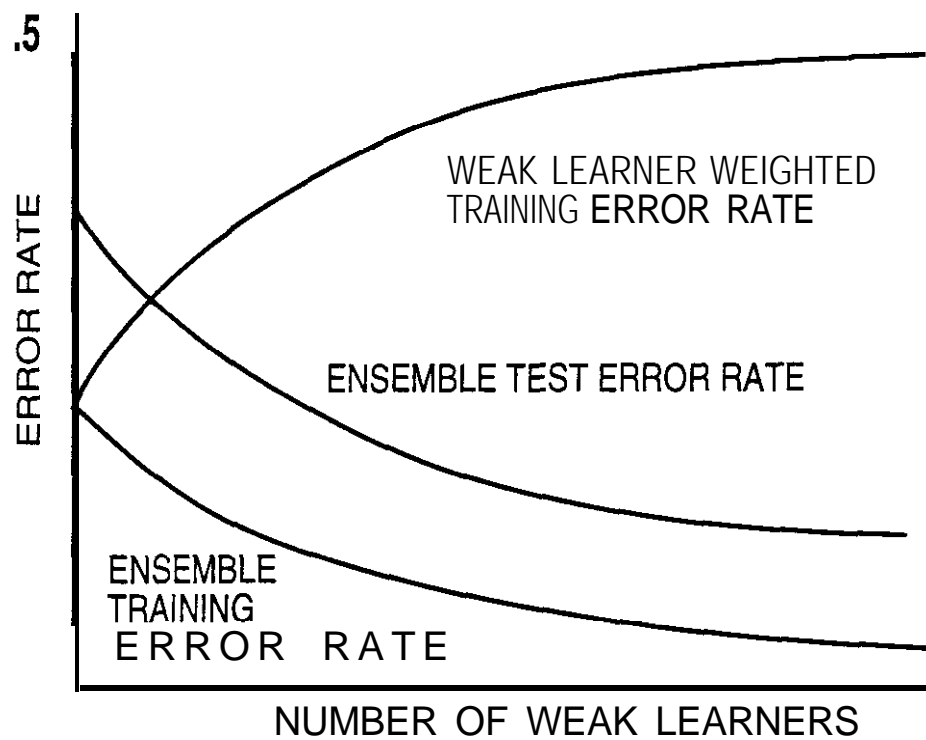 .5
WEAK LEARNER WEIGHTED
TRAINING ERROR RATE
ERROR RATE
ENSEMBLE TEST ERROR RATE
ENSEMBLE
TRAINING
ERROR RATE
NUMBER OF WEAK LEARNERS